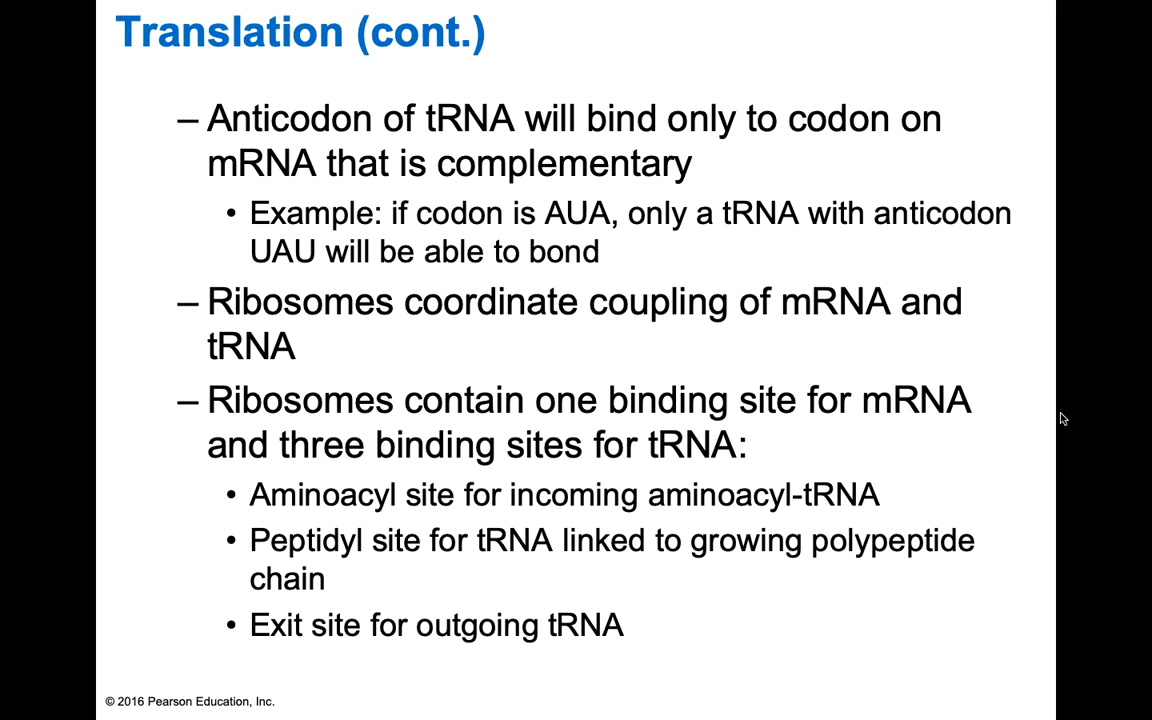 Translation (cont.)
– Anticodon of tRNA will bind only to codon on
mRNA that is complementary
• Example: if codon is AUA, only a tRNA with anticodon
UAU will be able to bond
– Ribosomes coordinate coupling of mRNA and
tRNA
– Ribosomes contain one binding site for mRNA
and three binding sites for tRNA:
• Aminoacyl site for incoming aminoacyl-tRNA
• Peptidyl site for tRNA linked to growing polypeptide
chain
• Exit site for outgoing tRNA
© 2016 Pearson Education, Inc.